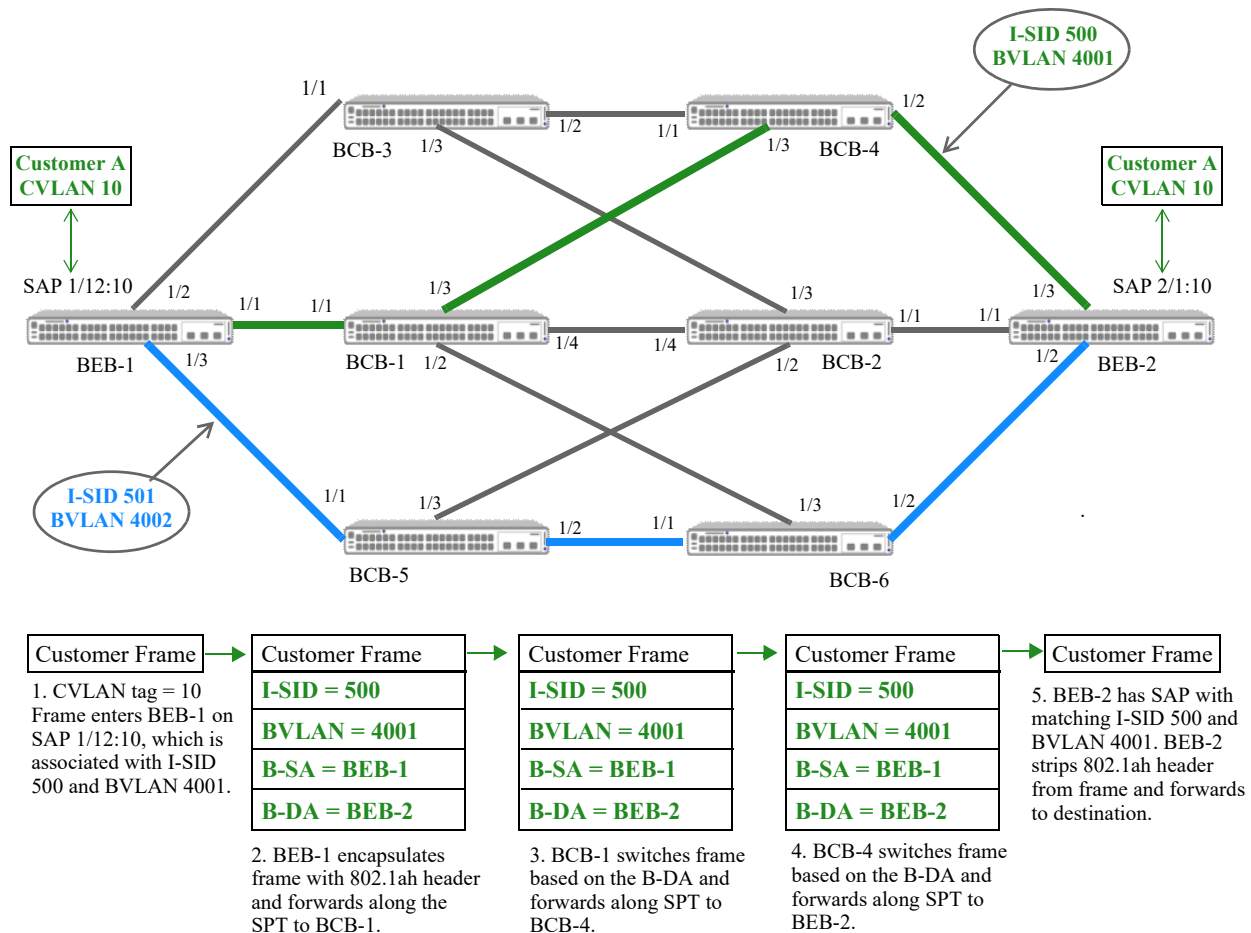 I-SID 500
BVLAN 4001
1/1
1/2
1/2
1/1
1/3
1/3
BCB-3
BCB-4
Customer A
CVLAN 10
Customer A
CVLAN 10
SAP 1/12:10
SAP 2/1:10
1/2
1/3
1/3
1/3
1/1
1/1
1/1
1/1
1/3
1/4
1/4
1/2
1/2
1/2
BEB-1
BCB-1
BCB-2
BEB-2
I-SID 501
BVLAN 4002
1/1
1/3
1/3
1/2
1/2
1/1
BCB-5
BCB-6
.
Customer Frame
Customer Frame
Customer Frame
Customer Frame
Customer Frame
1. CVLAN tag = 10
Frame enters BEB-1 on
SAP 1/12:10, which is
associated with I-SID
500 and BVLAN 4001.
I-SID = 500
BVLAN = 4001
B-SA = BEB-1
B-DA = BEB-2
2. BEB-1 encapsulates
frame with 802.1ah header
and forwards along the
SPT to BCB-1.
I-SID = 500
BVLAN = 4001
B-SA = BEB-1
B-DA = BEB-2
3. BCB-1 switches frame
based on the B-DA and
forwards along SPT to
BCB-4.
I-SID = 500
BVLAN = 4001
B-SA = BEB-1
B-DA = BEB-2
4. BCB-4 switches frame
based on the B-DA and
forwards along SPT to
BEB-2.
5. BEB-2 has SAP with
matching I-SID 500 and
BVLAN 4001. BEB-2
strips 802.1ah header
from frame and forwards
to destination.